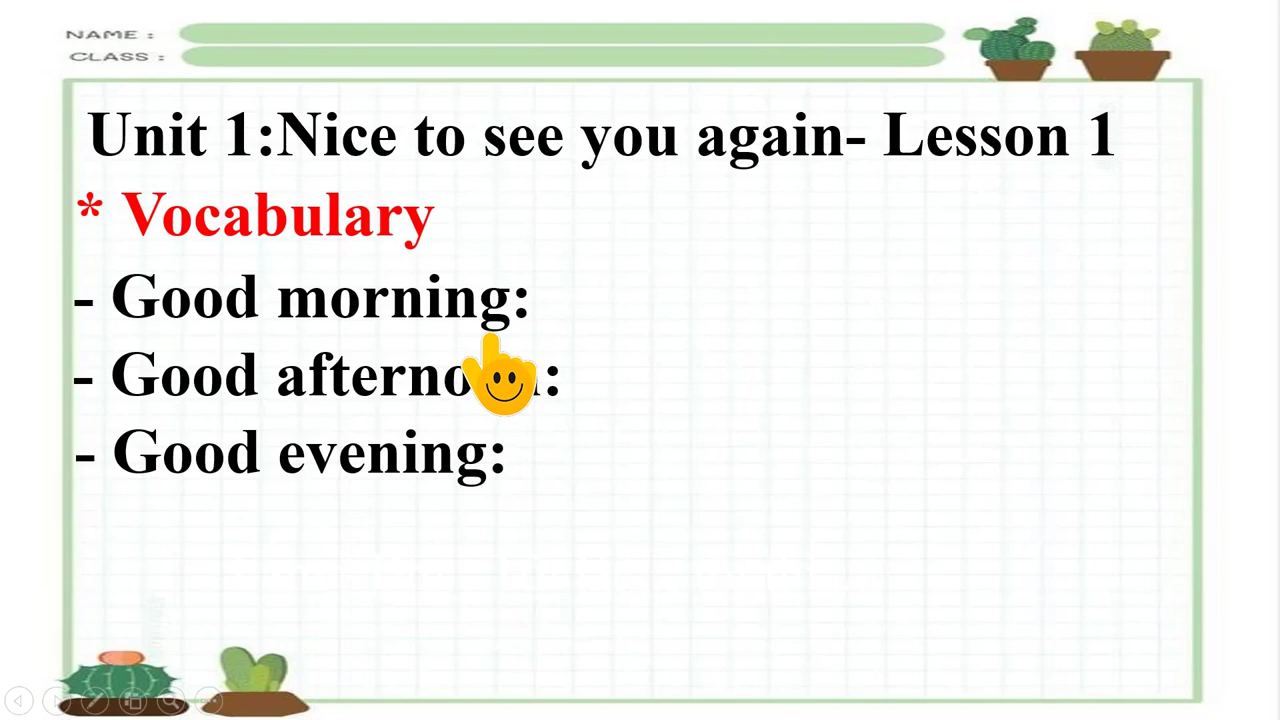 NAME :
CLASS :
Unit 1:Nice to see you again- Lesson 1
* Vocabulary
- Good morning:
- Good afternoon:
- Good evening: